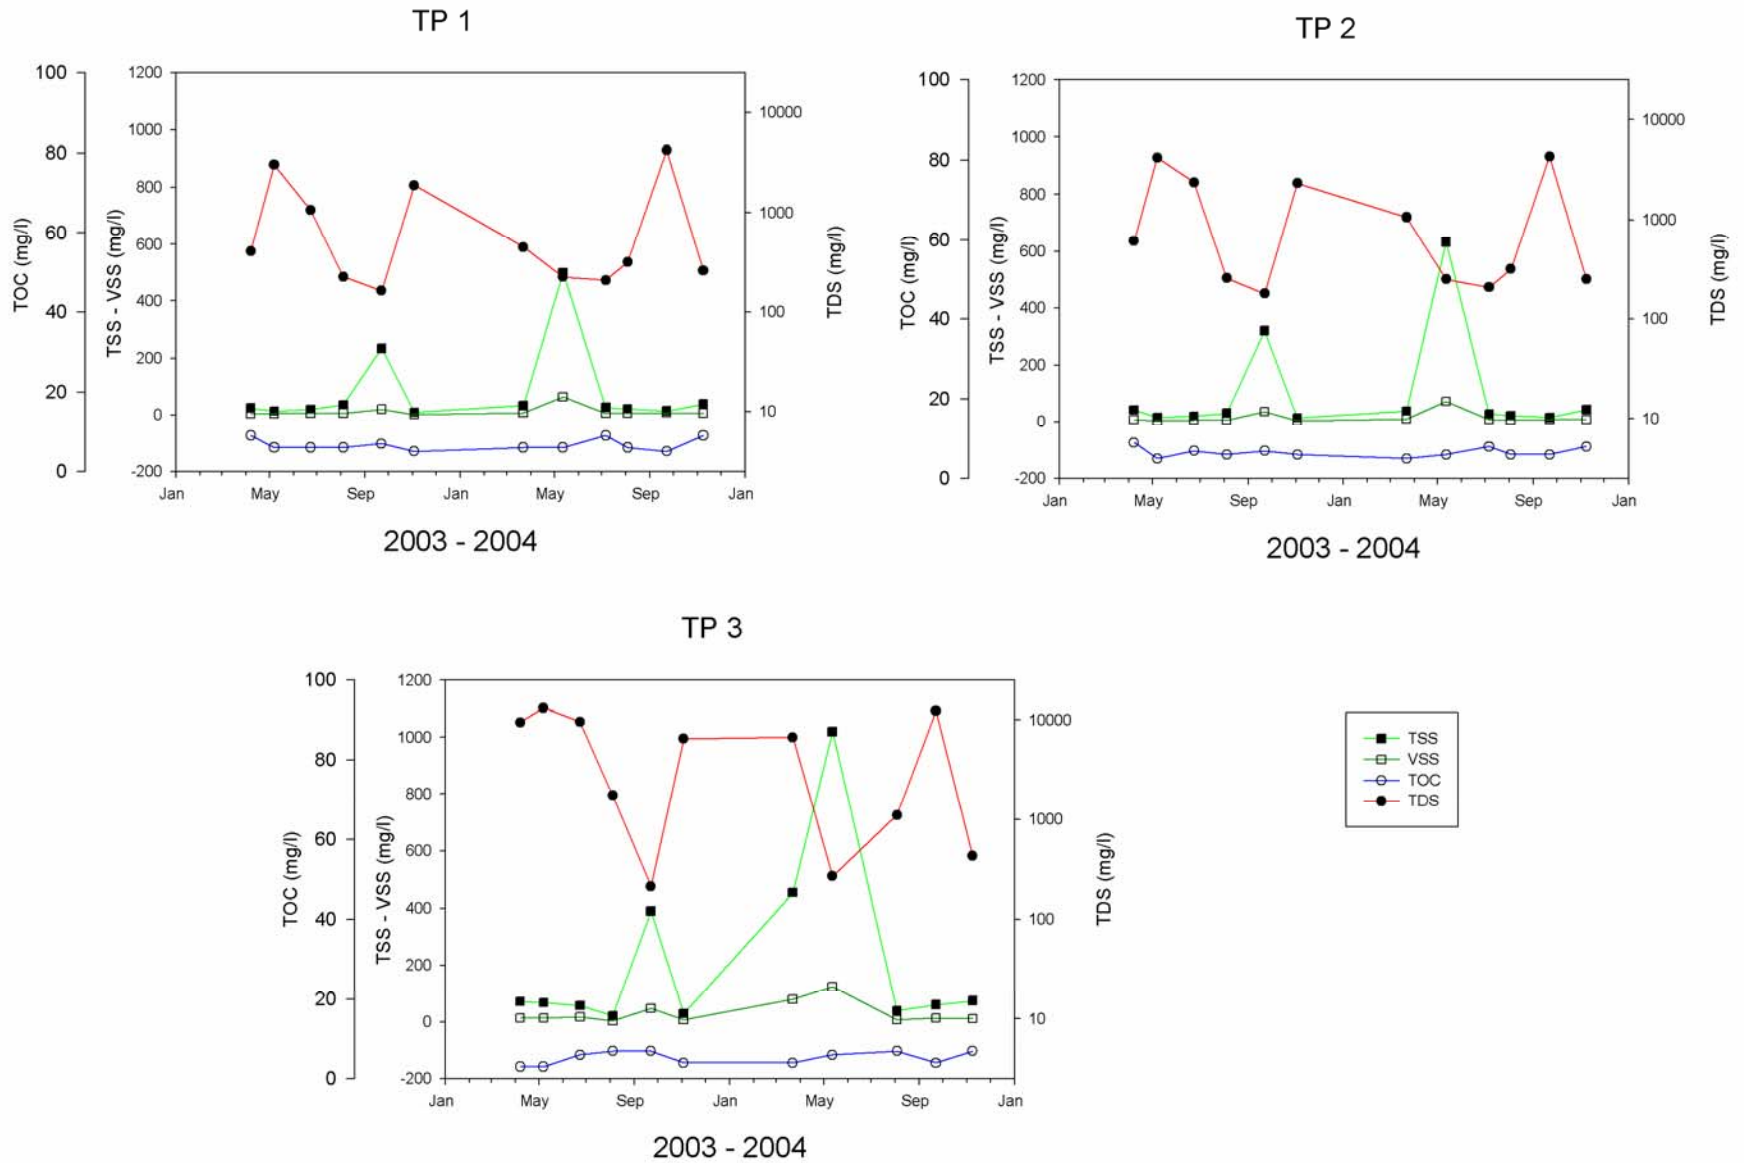 TP 1
TOC (mg/l)
100
80
60
40
20
0
TSS - VSS (mg/l)
1200
1000
800
600
400
200
0
-200
TDS (mg/l)
10000
1000
100
10
Jan May Sep Jan May Sep Jan
2003 - 2004
TP 2
TOC (mg/l)
100
80
60
40
20
0
TSS - VSS (mg/l)
1200
1000
800
600
400
200
0
-200
TDS (mg/l)
10000
1000
100
10
Jan May Sep Jan May Sep Jan
2003 - 2004
TP 3
TOC (mg/l)
100
80
60
40
20
0
TSS - VSS (mg/l)
1200
1000
800
600
400
200
0
-200
TDS (mg/l)
10000
1000
100
10
Jan May Sep Jan May Sep Jan
2003 - 2004
TSS
VSS
TOC
TDS